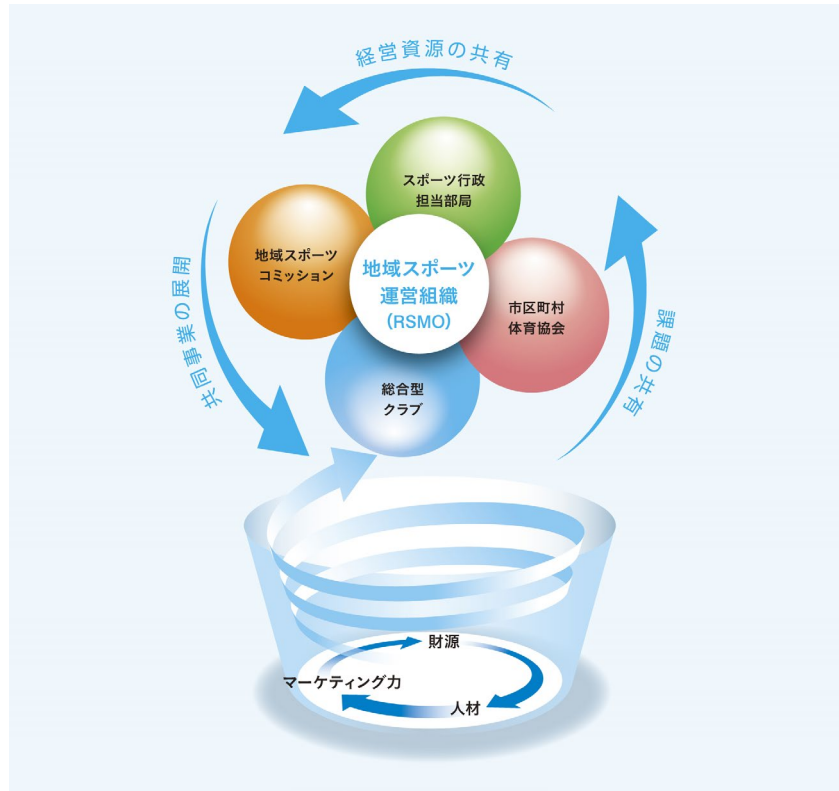 経営資源の共有
スポーツ行政
担当部局
地域スポーツ
コミッション
地域スポーツ
運営組織
(RSMO)
市区町村
体育協会
総合型
クラブ
共同事業の展開
課題の共有
財源
マーケティング力
人材